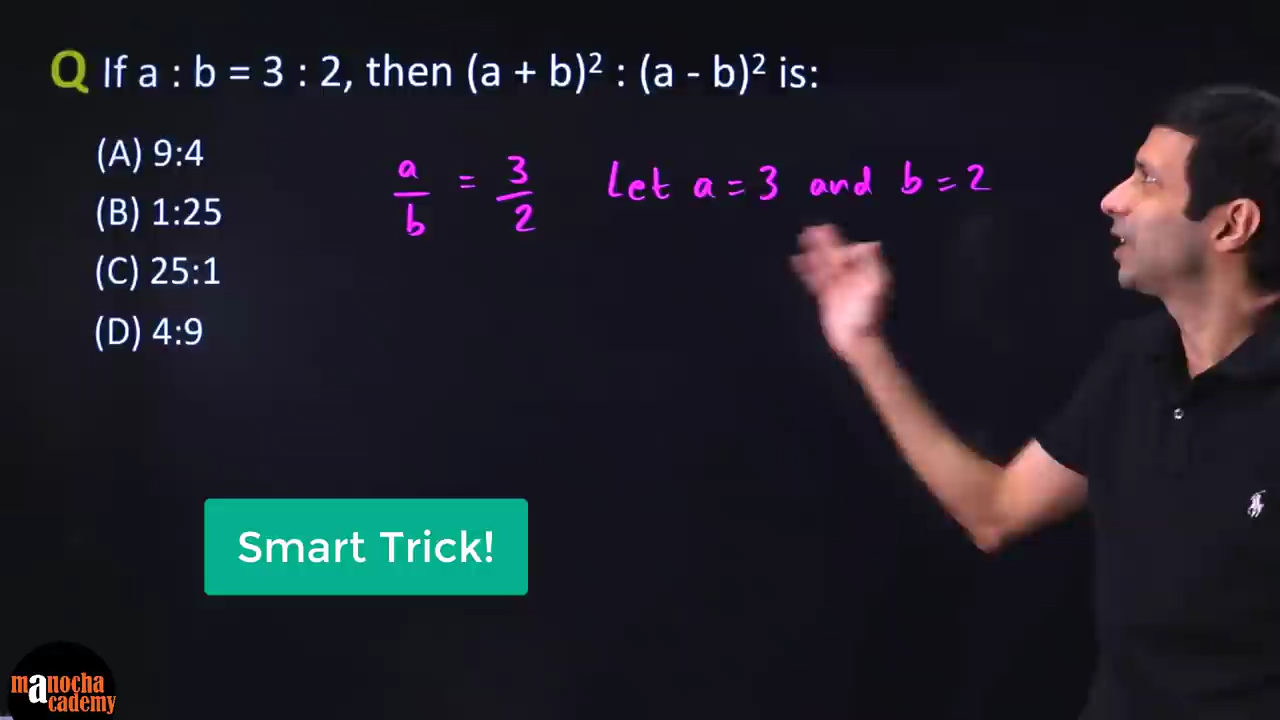 Q If a : b = 3 : 2, then (a + b)² : (a - b)² is:
(A) 9:4
(B) 1:25
(C) 25:1
(D) 4:9
a/b = 3/2 Let a = 3 and b = 2
Smart Trick!
manocha
academy